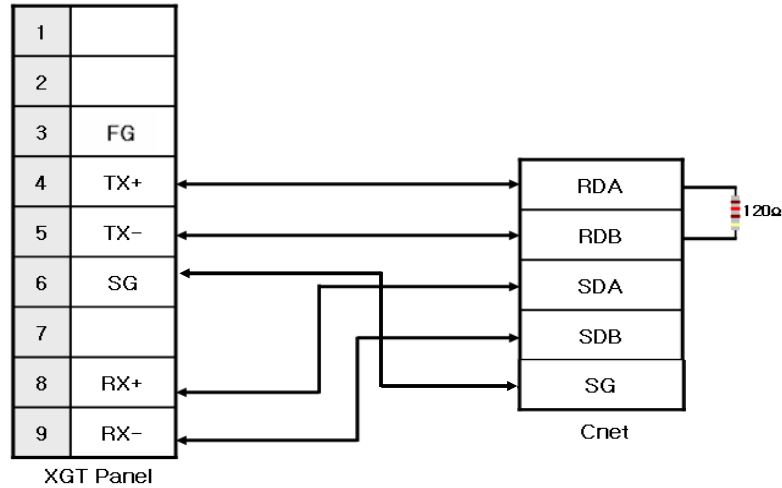 1
2
3 FG
4 TX+ RDA
120Ω
5 TX- RDB
6 SG SDA
7 SDB
8 RX+ SG
9 RX- Cnet
XGT Panel